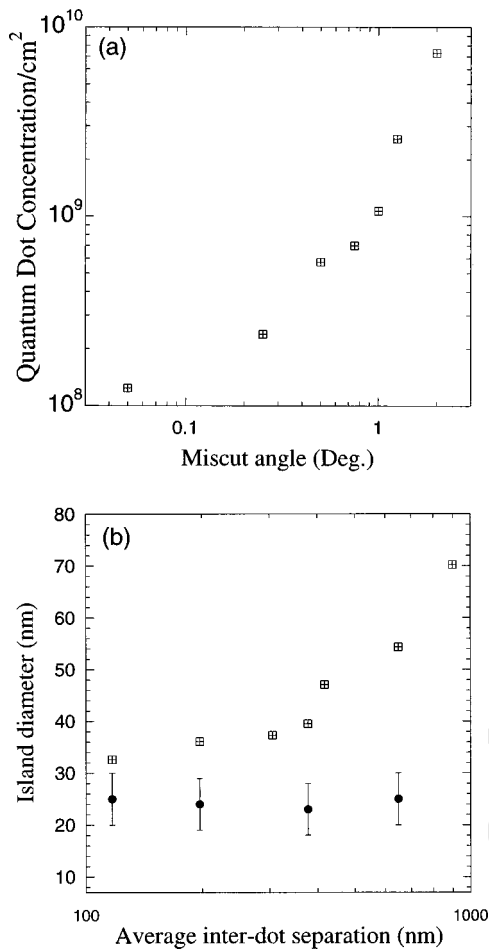 (a)
10^10
10^9
10^8
Quantum Dot Concentration/cm^2
0.1 1
Miscut angle (Deg.)
(b)
80
70
60
50
40
30
20
10
Island diameter (nm)
100 1000
Average inter-dot separation (nm)